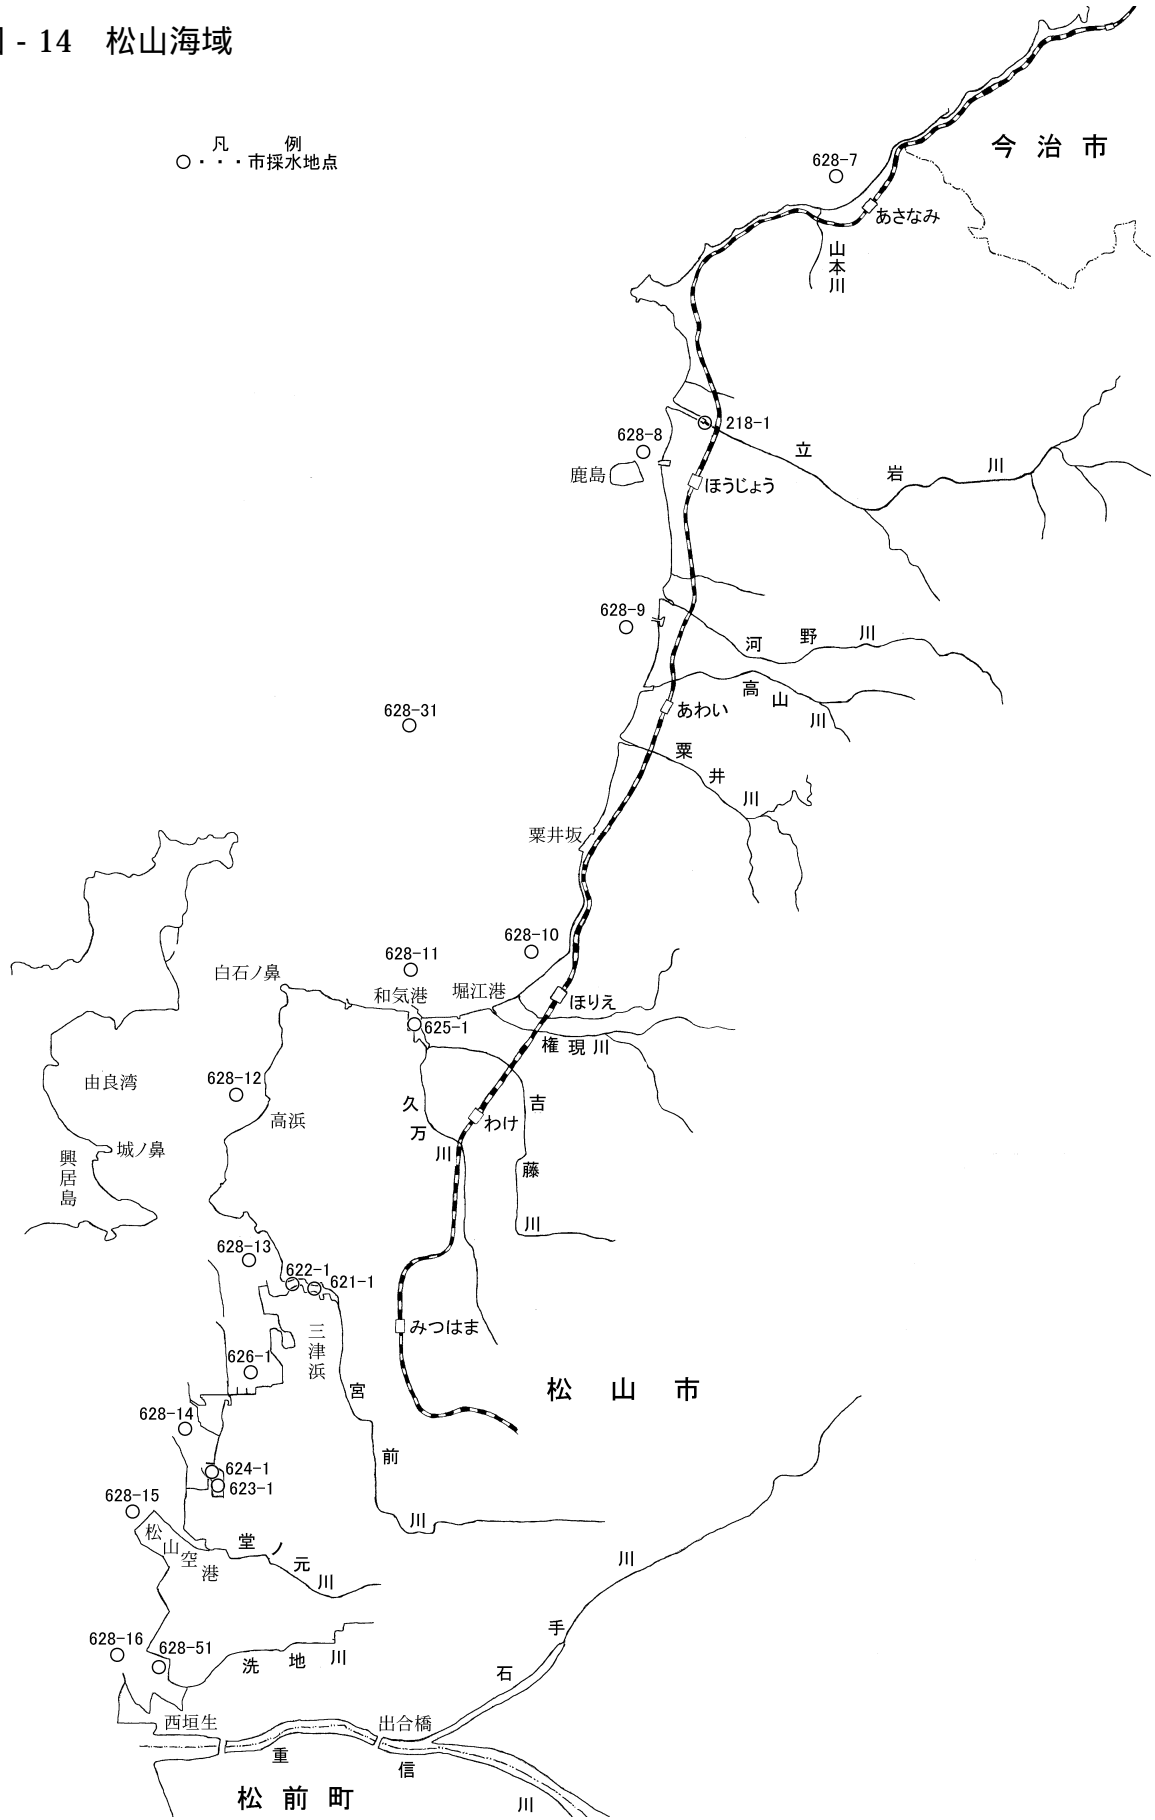 - 14 松山海域
凡 例
○・・・市採水地点
今治市
628-7
あさなみ
山本川
218-1
628-8
鹿島
ほうじょう
立岩川
628-9
河野川
高山川
あわい
628-31
粟井川
粟井坂
628-10
628-11
白石ノ鼻
和気港
堀江港
ほりえ
625-1
権現川
由良湾
628-12
高浜
久万川
わけ
吉藤川
城ノ鼻
興居島
628-13
622-1
621-1
みつはま
三津浜
626-1
宮前川
松山市
628-14
624-1
623-1
628-15
松山空港
堂ノ元川
石手川
628-16
628-51
洗地川
西垣生
出合橋
重信川
松前町